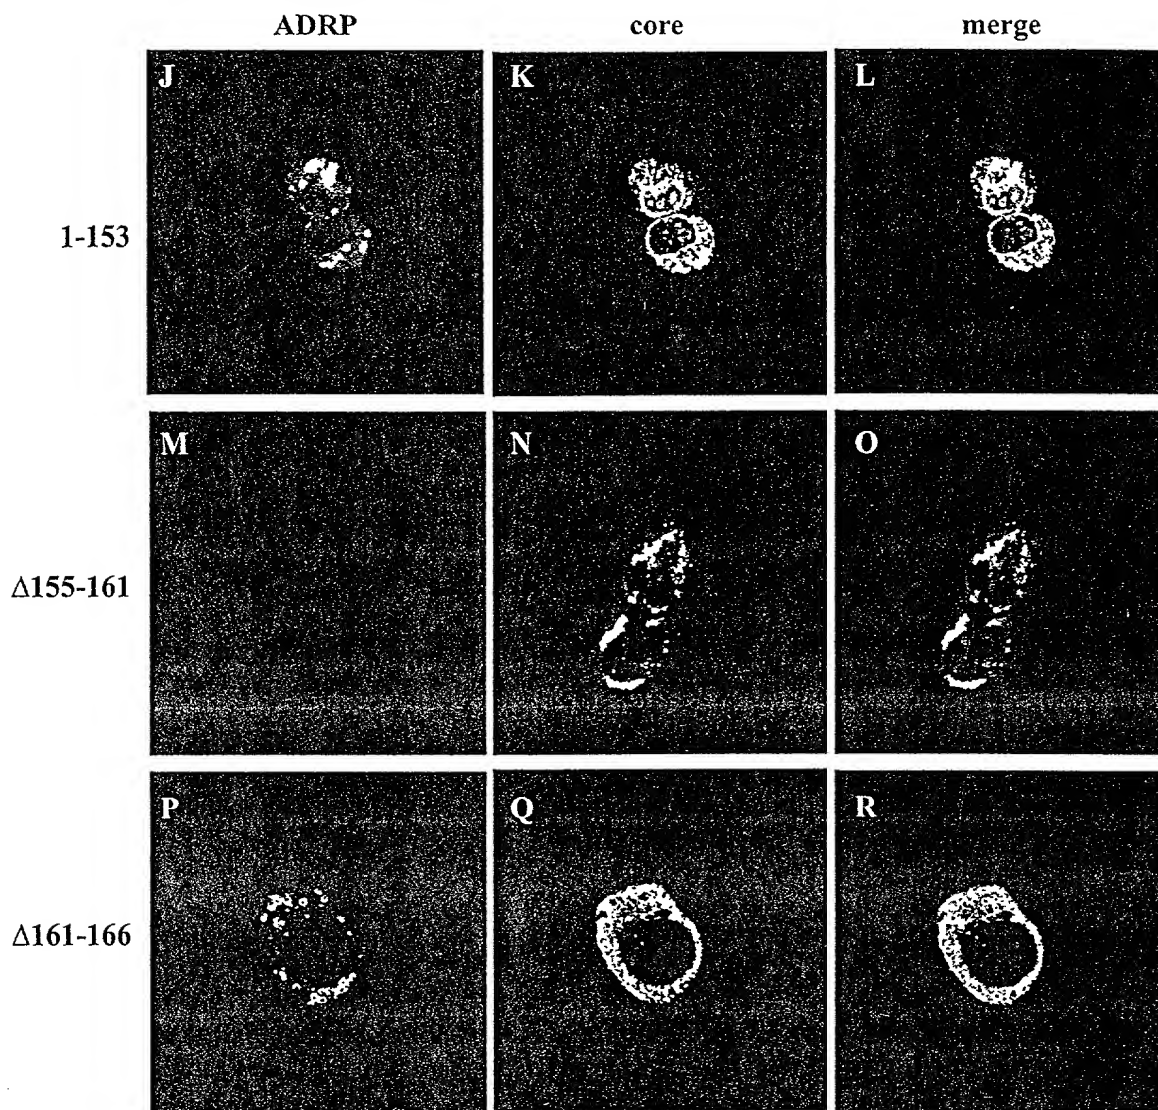 ADRP core merge
J K L
1-153
M N O
Δ155-161
P Q R
Δ161-166